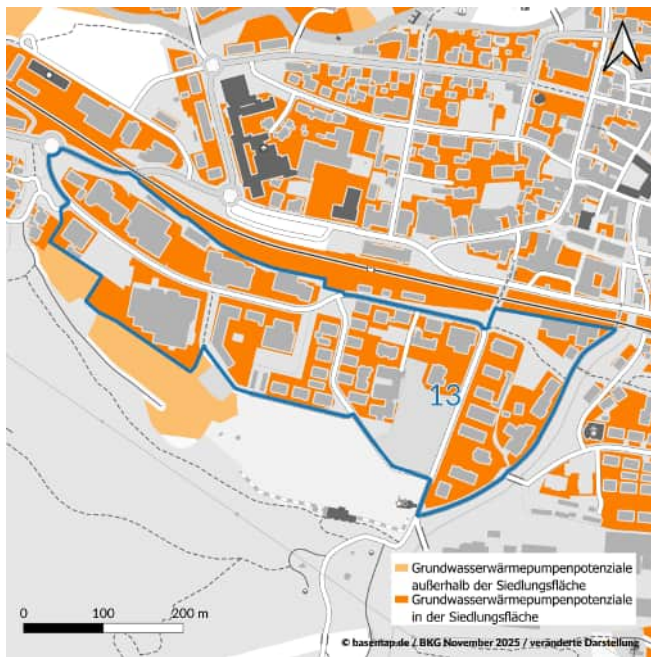 13
Grundwasserwärmepumpenpotenziale
außerhalb der Siedlungsfläche
Grundwasserwärmepumpenpotenziale
in der Siedlungsfläche
0 100 200 m
© basemap.de / BKG November 2025 / veränderte Darstellung